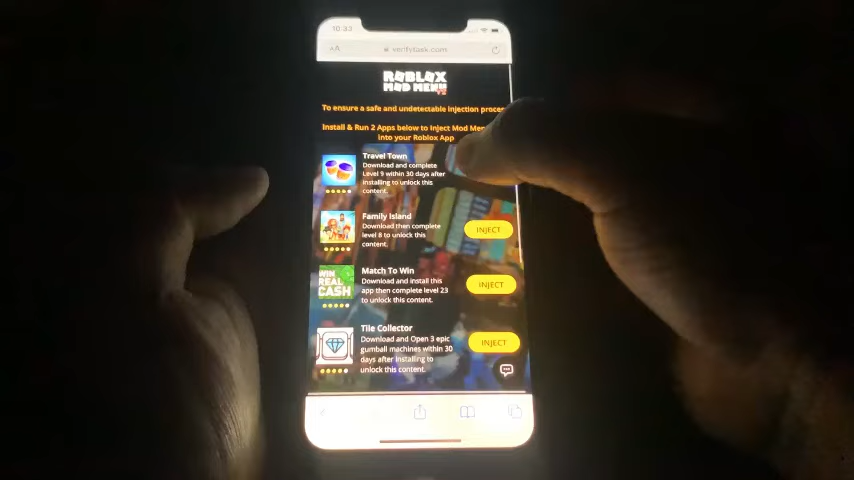 10:33
AA verifytask.com
ROBLOX
MOD MENU
To ensure a safe and undetectable injection
Install & Run 2 Apps below to Inject Mod
into your Roblox App
Travel Town
Download and complete
Level 9 within 30 days after
installing to unlock this
content.
Family Island
Download then complete
level 8 to unlock this
content.
INJECT
Match To Win
Download and install this
app then complete level 23
to unlock this content.
INJECT
WIN
REAL
CASH
Tile Collector
Download and Open 3 epic
gumball machines within 30
days after installing to
unlock this content.
INJECT